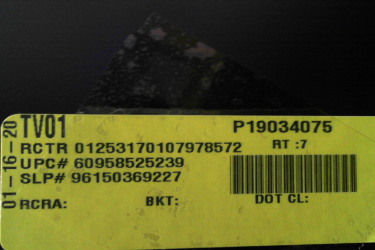 01-16-20
TV01 P19034075
RCTR 01253170107978572 RT :7
UPC# 60958525239
SLP# 96150369227
RCRA: BKT: DOT CL: